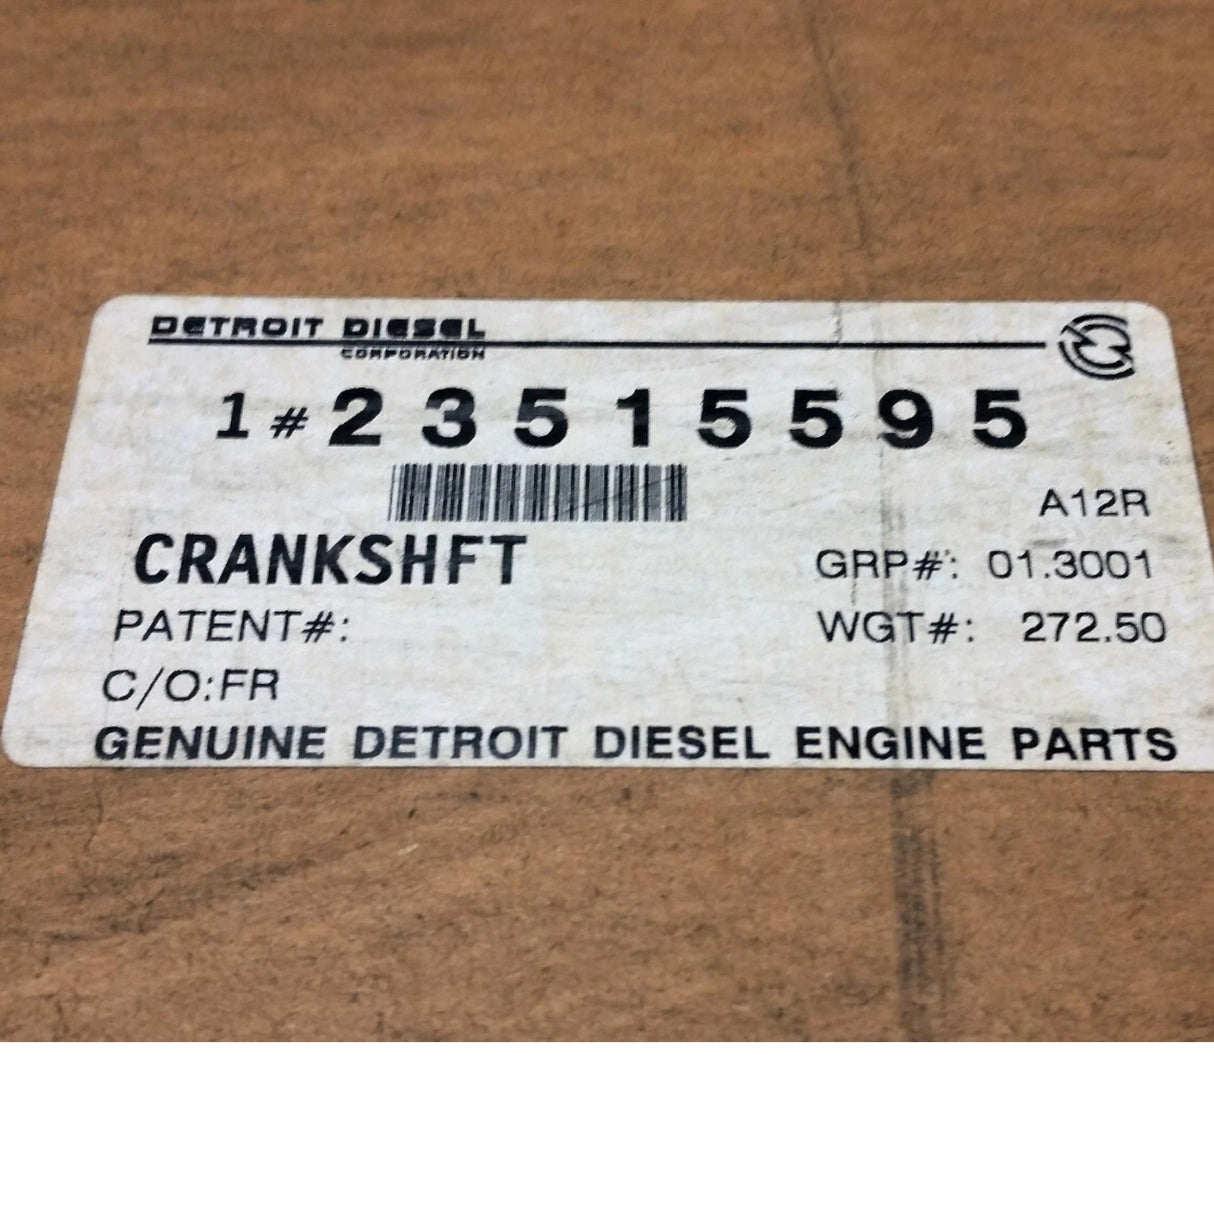 DETROIT DIESEL
CORPORATION
1 # 23515595
A12R
CRANKSHFT
GRP#: 01.3001
PATENT#:
WGT#: 272.50
C/O:FR
GENUINE DETROIT DIESEL ENGINE PARTS